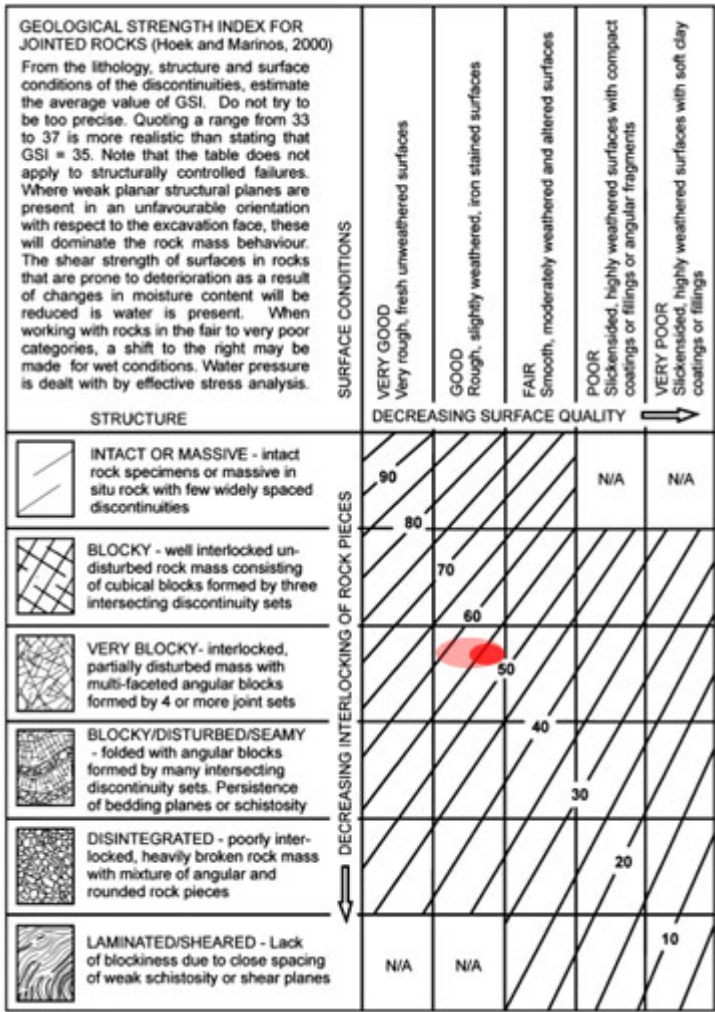 GEOLOGICAL STRENGTH INDEX FOR
JOINTED ROCKS (Hoek and Marinos, 2000)
From the lithology, structure and surface
conditions of the discontinuities, estimate
the average value of GSI. Do not try to
be too precise. Quoting a range from 33
to 37 is more realistic than stating that
GSI = 35. Note that the table does not
apply to structurally controlled failures.
Where weak planar structural planes are
present in an unfavourable orientation
with respect to the excavation face, these
will dominate the rock mass behaviour.
The shear strength of surfaces in rocks
that are prone to deterioration as a result
of changes in moisture content will be
reduced is water is present. When
working with rocks in the fair to very poor
categories, a shift to the right may be
made for wet conditions. Water pressure
is dealt with by effective stress analysis.
STRUCTURE
SURFACE CONDITIONS
VERY GOOD
Very rough, fresh unweathered surfaces
GOOD
Rough, slightly weathered, iron stained surfaces
FAIR
Smooth, moderately weathered and altered surfaces
POOR
Slickensided, highly weathered surfaces with compact
coatings or fillings or angular fragments
VERY POOR
Slickensided, highly weathered surfaces with soft clay
coatings or fillings
DECREASING SURFACE QUALITY
DECREASING INTERLOCKING OF ROCK PIECES
INTACT OR MASSIVE - intact
rock specimens or massive in
situ rock with few widely spaced
discontinuities
90
N/A
N/A
80
BLOCKY - well interlocked un-
disturbed rock mass consisting
of cubical blocks formed by three
intersecting discontinuity sets
70
60
VERY BLOCKY- interlocked,
partially disturbed mass with
multi-faceted angular blocks
formed by 4 or more joint sets
50
BLOCKY/DISTURBED/SEAMY
- folded with angular blocks
formed by many intersecting
discontinuity sets. Persistence
of bedding planes or schistosity
40
30
DISINTEGRATED - poorly inter-
locked, heavily broken rock mass
with mixture of angular and
rounded rock pieces
20
LAMINATED/SHEARED - Lack
of blockiness due to close spacing
of weak schistosity or shear planes
N/A
N/A
10